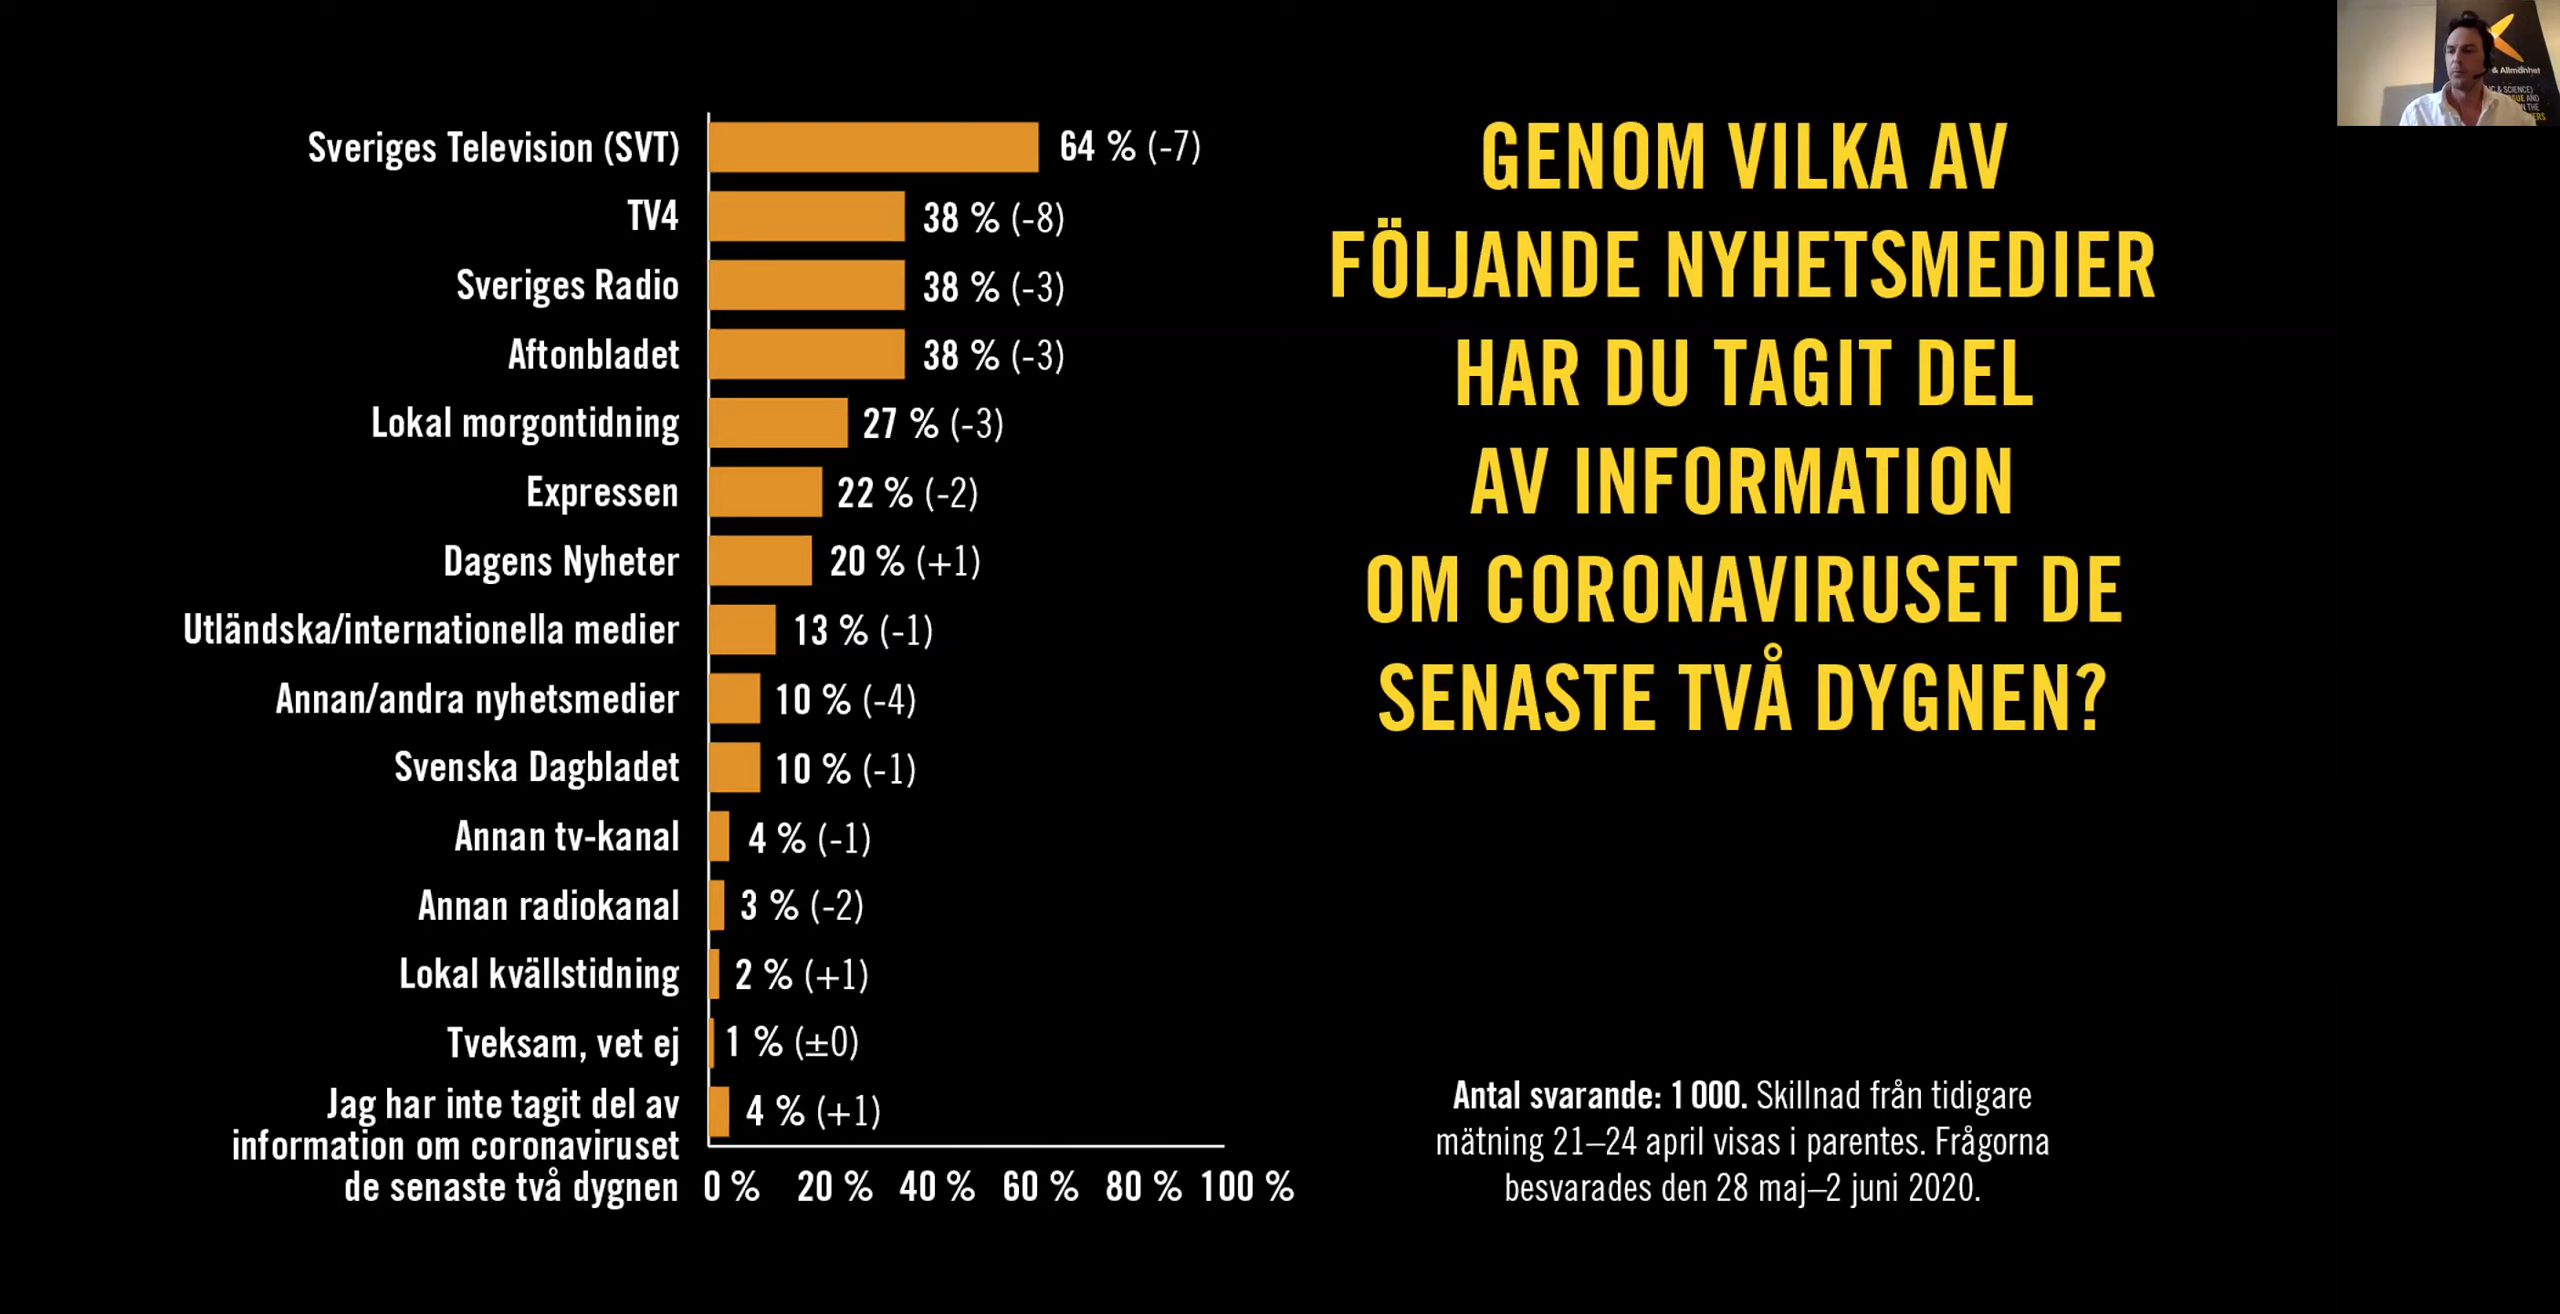 Sveriges Television (SVT) 64 % (-7)
TV4 38 % (-8)
Sveriges Radio 38 % (-3)
Aftonbladet 38 % (-3)
Lokal morgontidning 27 % (-3)
Expressen 22 % (-2)
Dagens Nyheter 20 % (+1)
Utländska/internationella medier 13 % (-1)
Annan/andra nyhetsmedier 10 % (-4)
Svenska Dagbladet 10 % (-1)
Annan tv-kanal 4 % (-1)
Annan radiokanal 3 % (-2)
Lokal kvällstidning 2 % (+1)
Tveksam, vet ej 1 % (±0)
Jag har inte tagit del av
information om coronaviruset
de senaste två dygnen
4 % (+1)
0 % 20 % 40 % 60 % 80 % 100 %
GENOM VILKA AV
FÖLJANDE NYHETSMEDIER
HAR DU TAGIT DEL
AV INFORMATION
OM CORONAVIRUSET DE
SENASTE TVÅ DYGNEN?
Antal svarande: 1 000. Skillnad från tidigare
mätning 21–24 april visas i parentes. Frågorna
besvarades den 28 maj–2 juni 2020.
& Allmänhet
& SCIENCE)
AND
THE